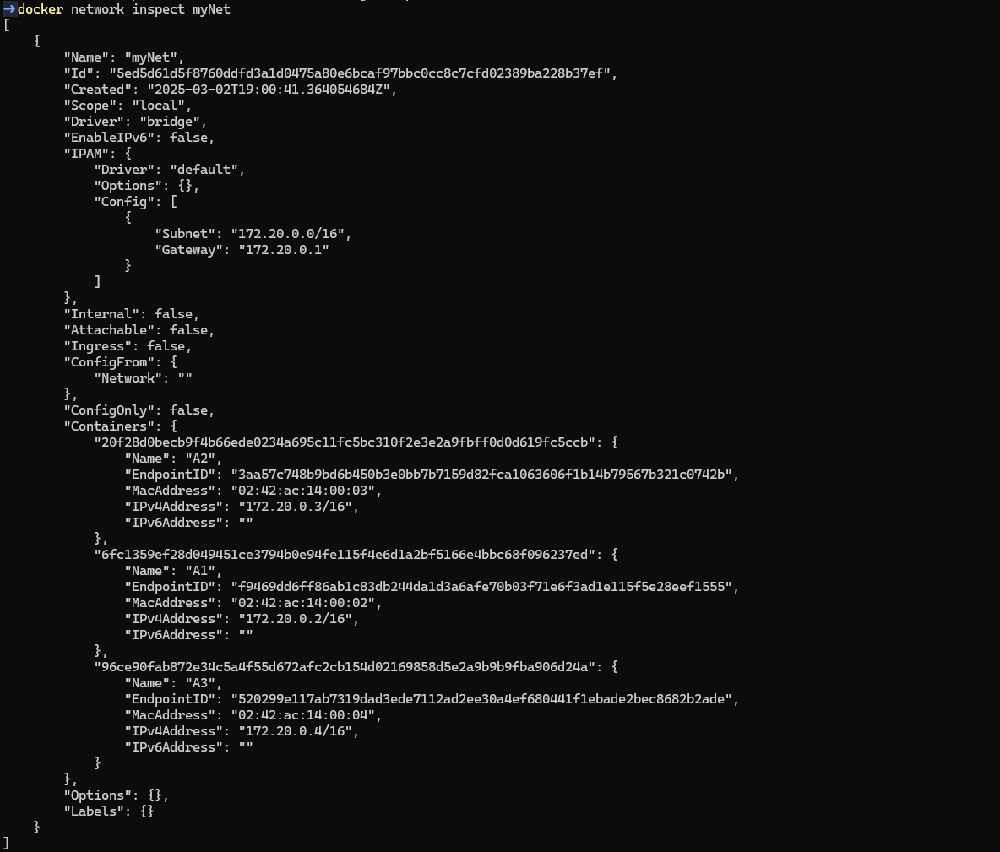 ➔docker network inspect myNet
[
    {
        "Name": "myNet",
        "Id": "5ed5d61d5f8760ddfd3a1d0475a80e6bcaf97bbc0cc8c7cfd02389ba228b37ef",
        "Created": "2025-03-02T19:00:41.364054684Z",
        "Scope": "local",
        "Driver": "bridge",
        "EnableIPv6": false,
        "IPAM": {
            "Driver": "default",
            "Options": {},
            "Config": [
                {
                    "Subnet": "172.20.0.0/16",
                    "Gateway": "172.20.0.1"
                }
            ]
        },
        "Internal": false,
        "Attachable": false,
        "Ingress": false,
        "ConfigFrom": {
            "Network": ""
        },
        "ConfigOnly": false,
        "Containers": {
            "20f28d0becb9f4b66ede0234a695c11fc5bc310f2e3e2a9fbff0d0d619fc5ccb": {
                "Name": "A2",
                "EndpointID": "3aa57c748b9bd6b450b3e0bb7b7159d82fca1063606f1b14b79567b321c0742b",
                "MacAddress": "02:42:ac:14:00:03",
                "IPv4Address": "172.20.0.3/16",
                "IPv6Address": ""
            },
            "6fc1359ef28d049451ce3794b0e94fe115f4e6d1a2bf5166e4bbc68f096237ed": {
                "Name": "A1",
                "EndpointID": "f9469dd6ff86ab1c83db244da1d3a6afe70b03f71e6f3ad1e115f5e28eef1555",
                "MacAddress": "02:42:ac:14:00:02",
                "IPv4Address": "172.20.0.2/16",
                "IPv6Address": ""
            },
            "96ce90fab872e34c5a4f55d672afc2cb154d02169858d5e2a9b9b9fba906d24a": {
                "Name": "A3",
                "EndpointID": "520299e117ab7319dad3ede7112ad2ee30a4ef680441f1ebade2bec8682b2ade",
                "MacAddress": "02:42:ac:14:00:04",
                "IPv4Address": "172.20.0.4/16",
                "IPv6Address": ""
            }
        },
        "Options": {},
        "Labels": {}
    }
]